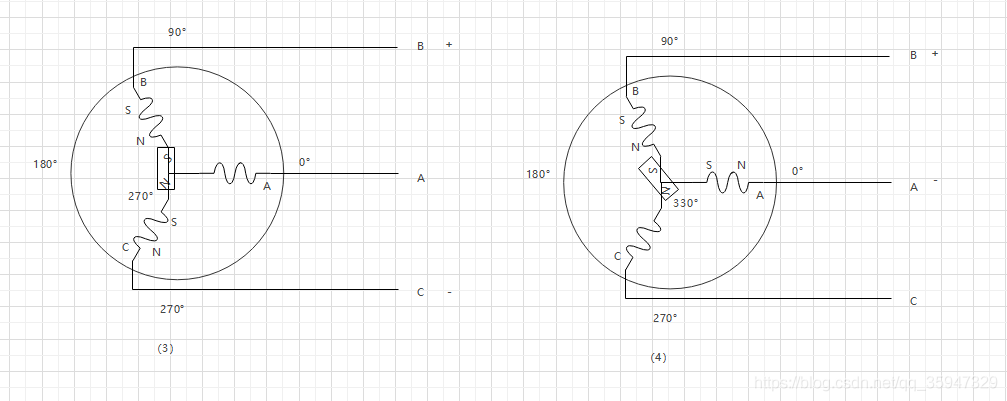 90°
B +
B
S
N
S
N
180°
0°
A
A
270°
S
C
N
C -
270°
(3)
90°
B +
B
S
N
S
N
S N
180°
0°
A -
A
330°
C
C
270°
(4)
https://blog.csdn.net/qq_35947329